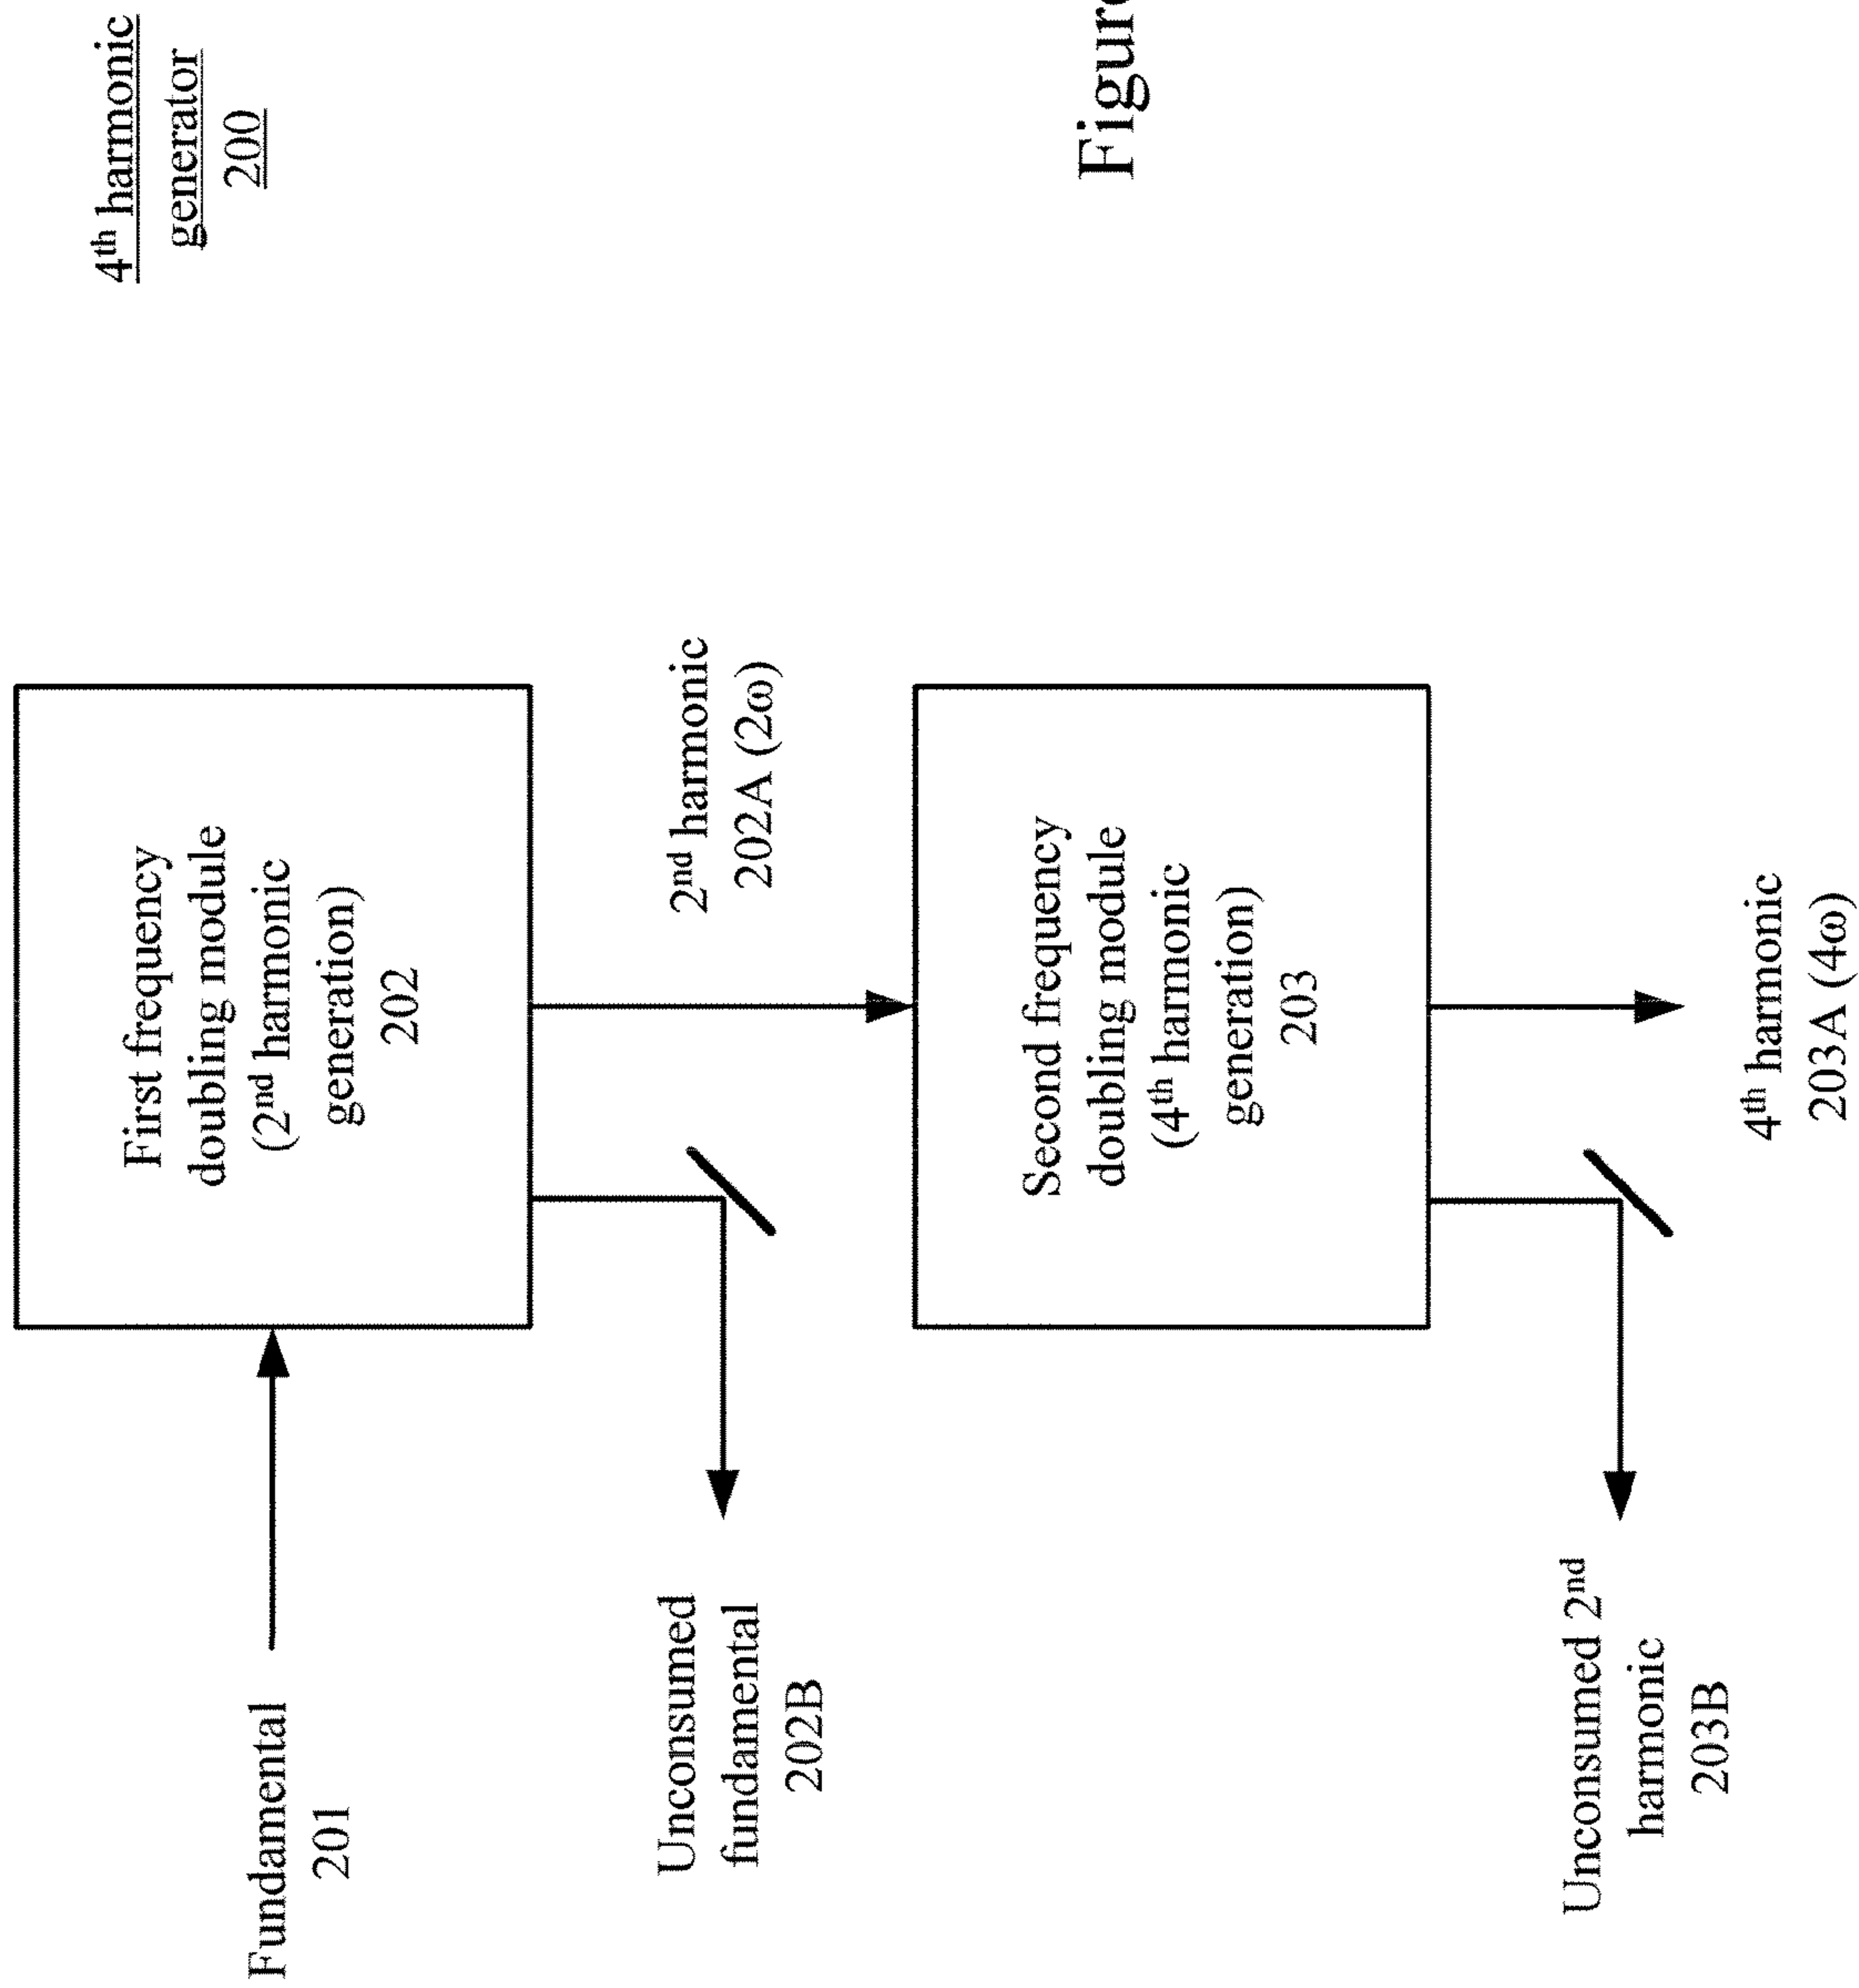 4th harmonic
generator
200
Fundamental
201
First frequency
doubling module
(2nd harmonic
generation)
202
Unconsumed
fundamental
202B
2nd harmonic
202A (2ω)
Second frequency
doubling module
(4th harmonic
generation)
203
Unconsumed 2nd
harmonic
203B
4th harmonic
203A (4ω)
Figure